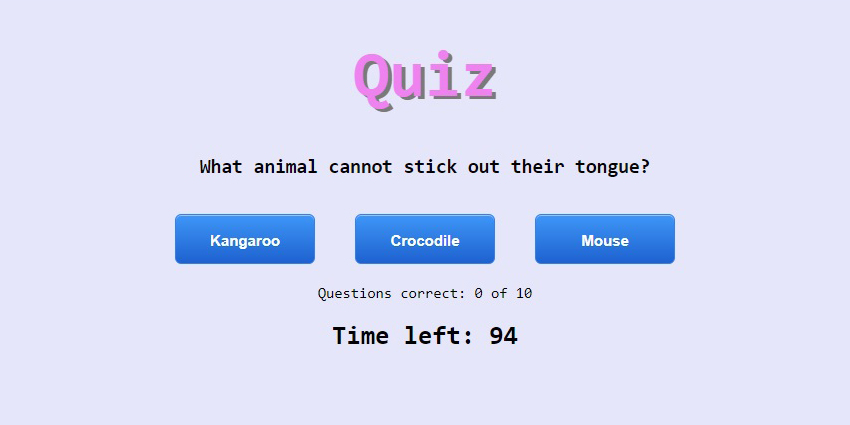 Quiz
What animal cannot stick out their tongue?
Kangaroo Crocodile Mouse
Questions correct: 0 of 10
Time left: 94